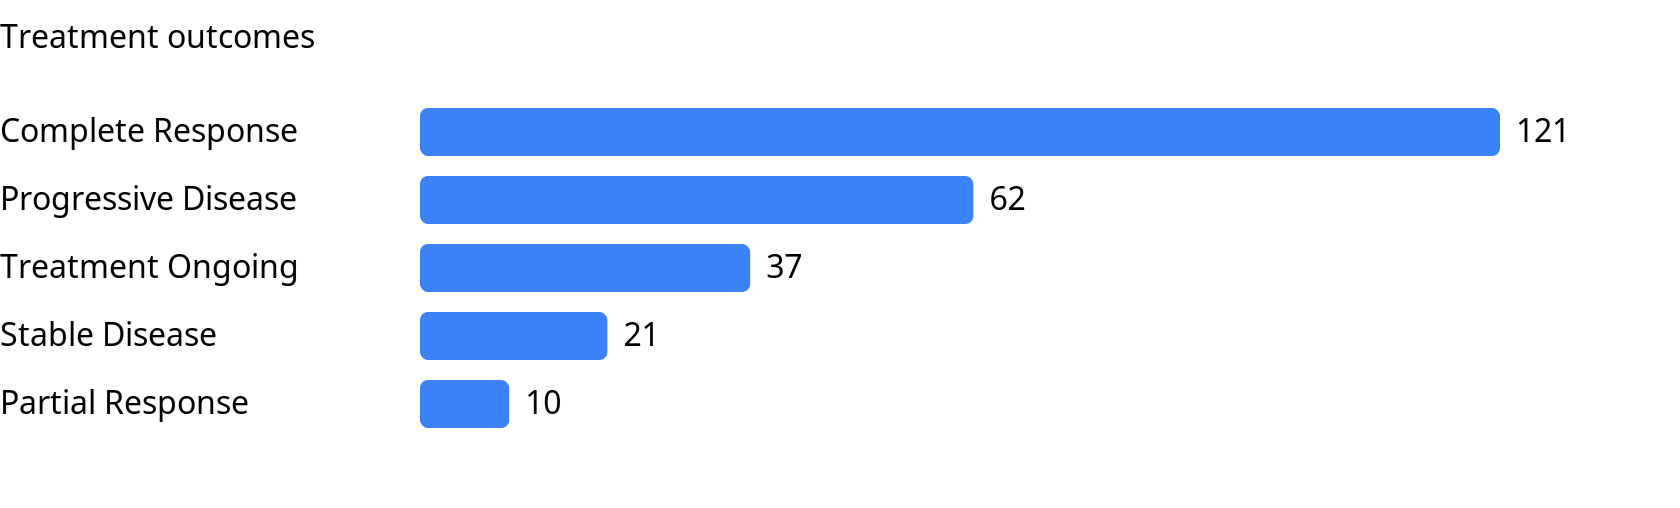 Treatment outcomes
Complete Response 121
Progressive Disease 62
Treatment Ongoing 37
Stable Disease 21
Partial Response 10